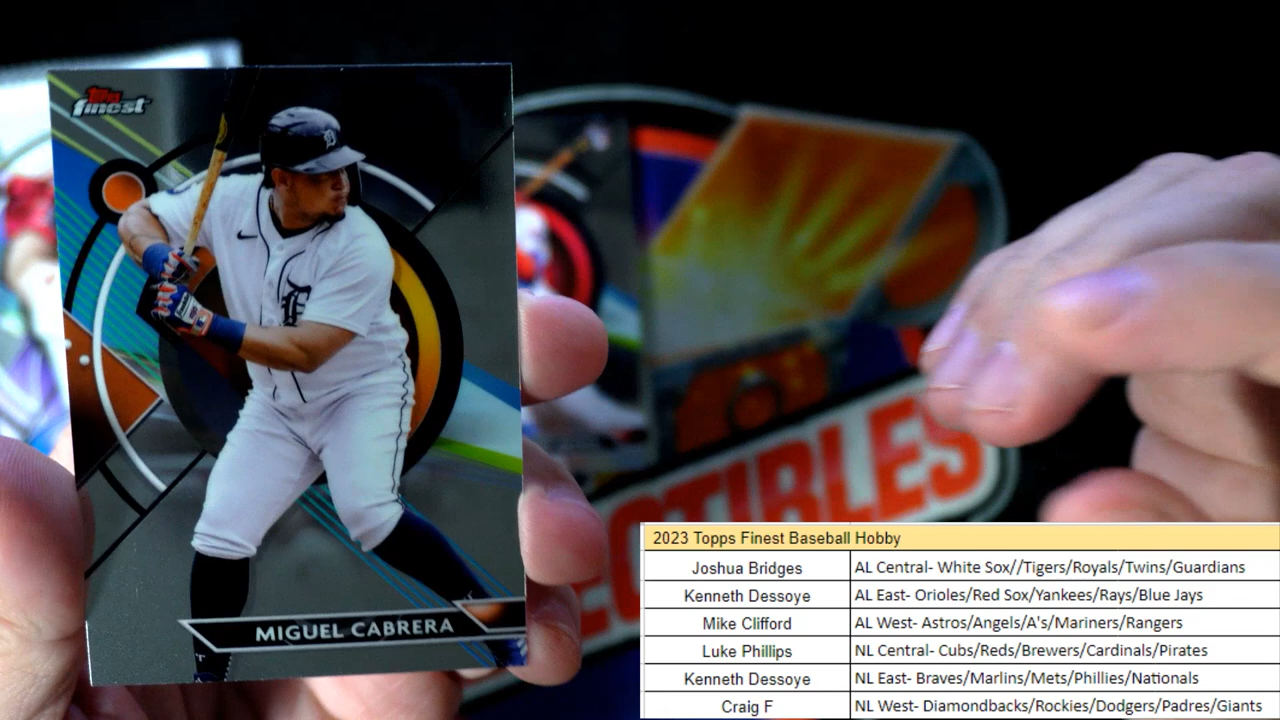 Topps
finest
D
MIGUEL CABRERA
2023 Topps Finest Baseball Hobby
Joshua Bridges AL Central- White Sox//Tigers/Royals/Twins/Guardians
Kenneth Dessoye AL East- Orioles/Red Sox/Yankees/Rays/Blue Jays
Mike Clifford AL West- Astros/Angels/A's/Mariners/Rangers
Luke Phillips NL Central- Cubs/Reds/Brewers/Cardinals/Pirates
Kenneth Dessoye NL East- Braves/Marlins/Mets/Phillies/Nationals
Craig F NL West- Diamondbacks/Rockies/Dodgers/Padres/Giants